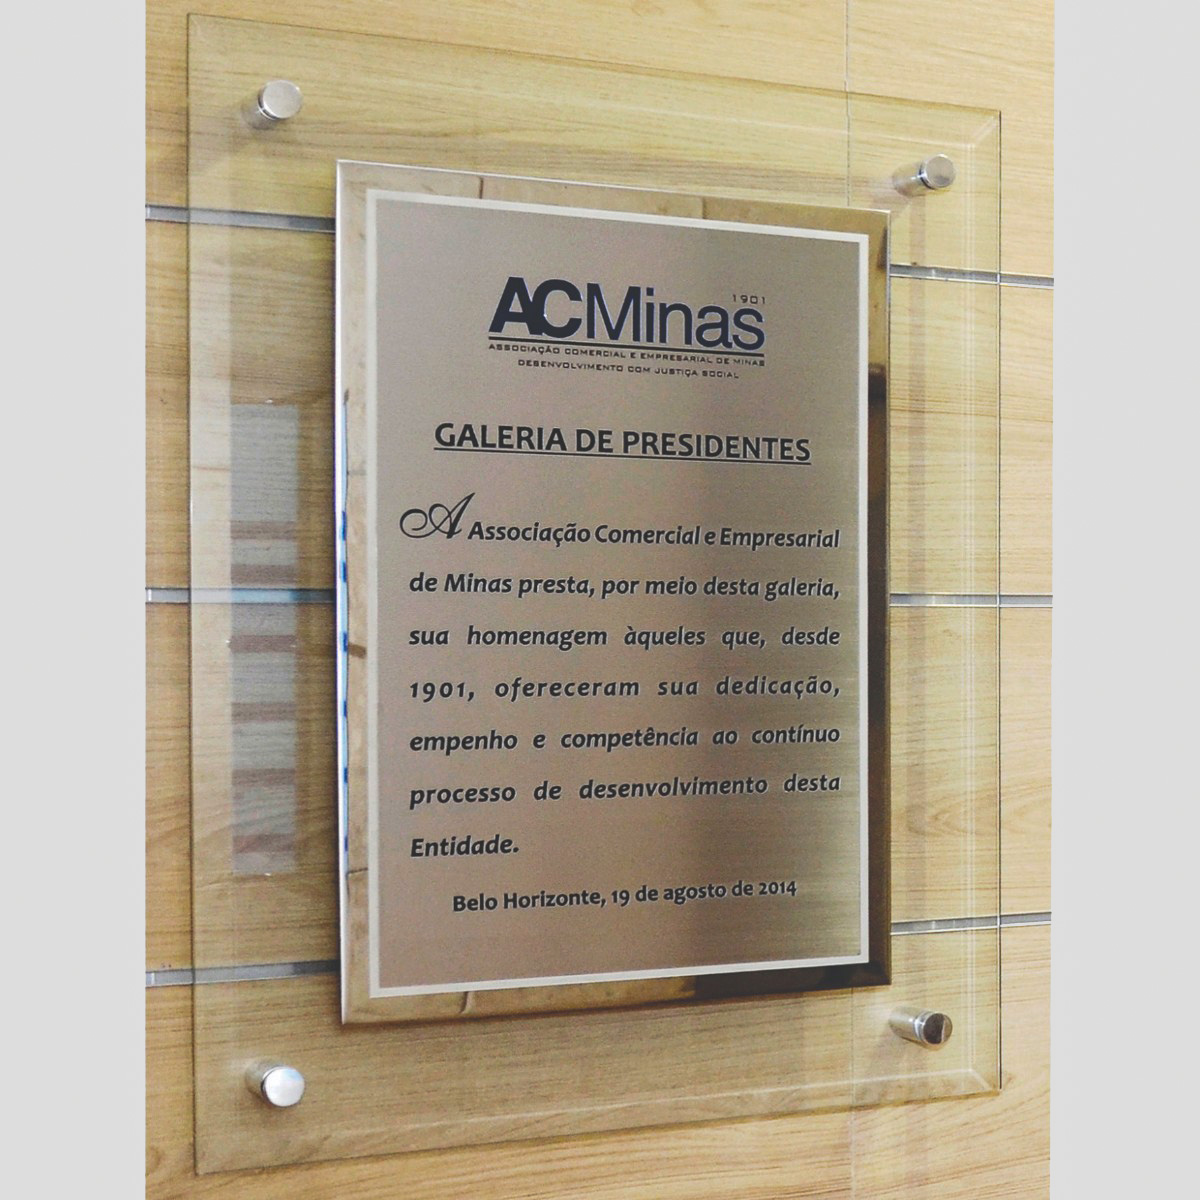 1901
ACMinas
ASSOCIAÇÃO COMERCIAL E EMPRESARIAL DE MINAS
DESENVOLVIMENTO COM JUSTIÇA SOCIAL
GALERIA DE PRESIDENTES
A Associação Comercial e Empresarial
de Minas presta, por meio desta galeria,
sua homenagem àqueles que, desde
1901, ofereceram sua dedicação,
empenho e competência ao contínuo
processo de desenvolvimento desta
Entidade.
Belo Horizonte, 19 de agosto de 2014